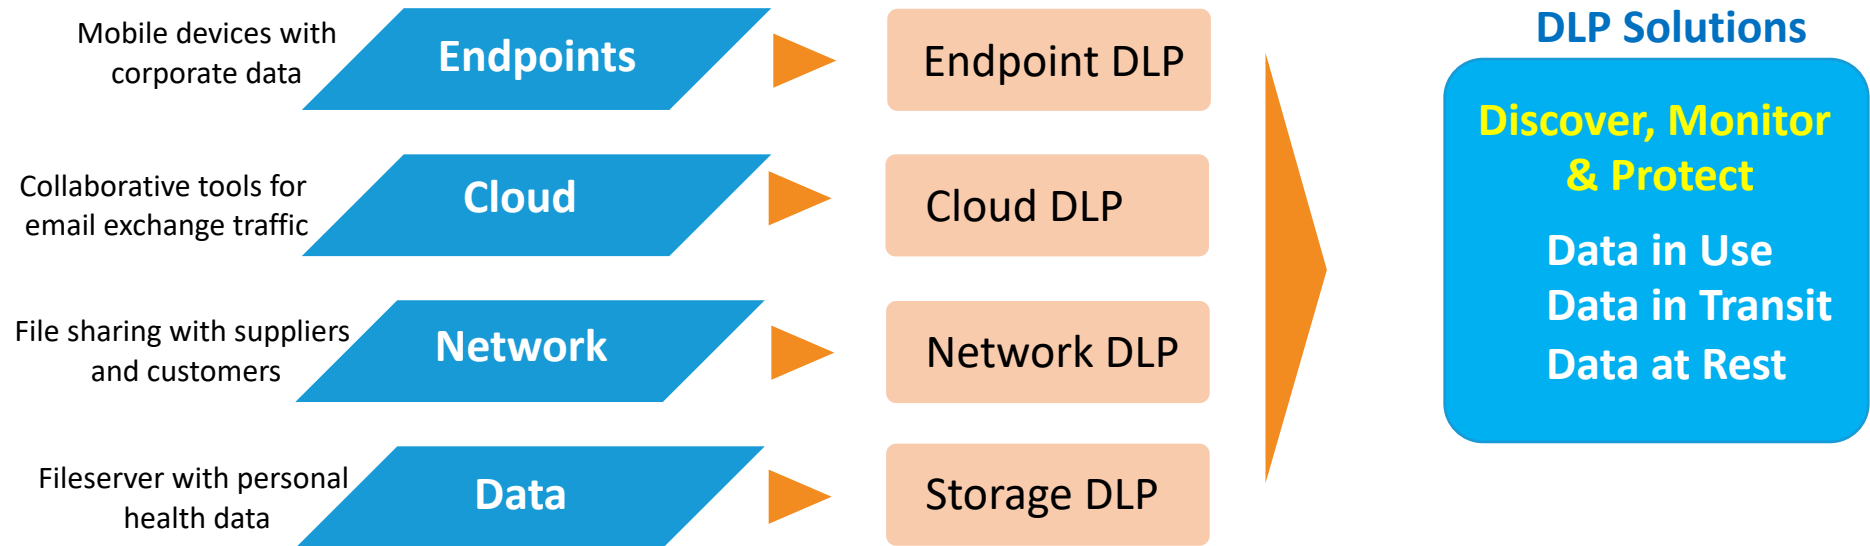 Mobile devices with
corporate data
Endpoints
Endpoint DLP
Collaborative tools for
email exchange traffic
Cloud
Cloud DLP
File sharing with suppliers
and customers
Network
Network DLP
Fileserver with personal
health data
Data
Storage DLP
DLP Solutions
Discover, Monitor
& Protect
Data in Use
Data in Transit
Data at Rest